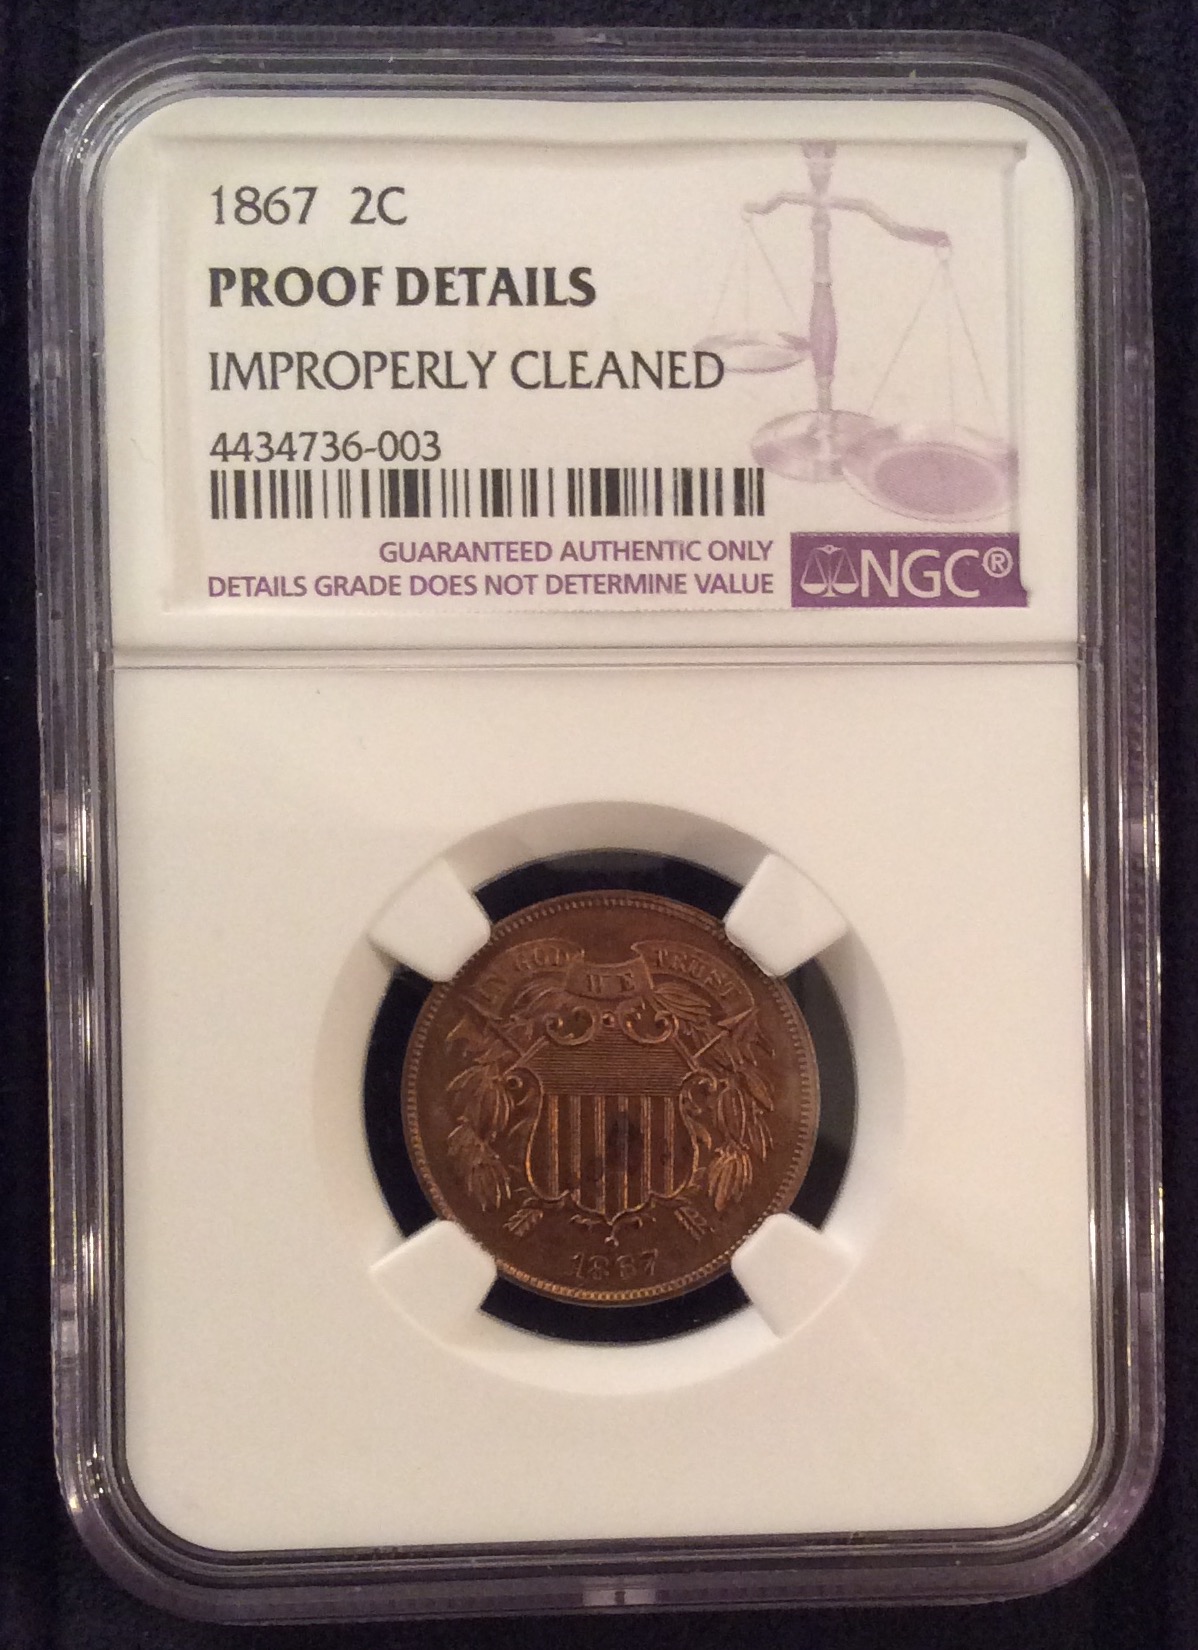 1867 2C
PROOF DETAILS
IMPROPERLY CLEANED
4434736-003
GUARANTEED AUTHENTIC ONLY
DETAILS GRADE DOES NOT DETERMINE VALUE
NGC®
IN GOD WE TRUST
1867